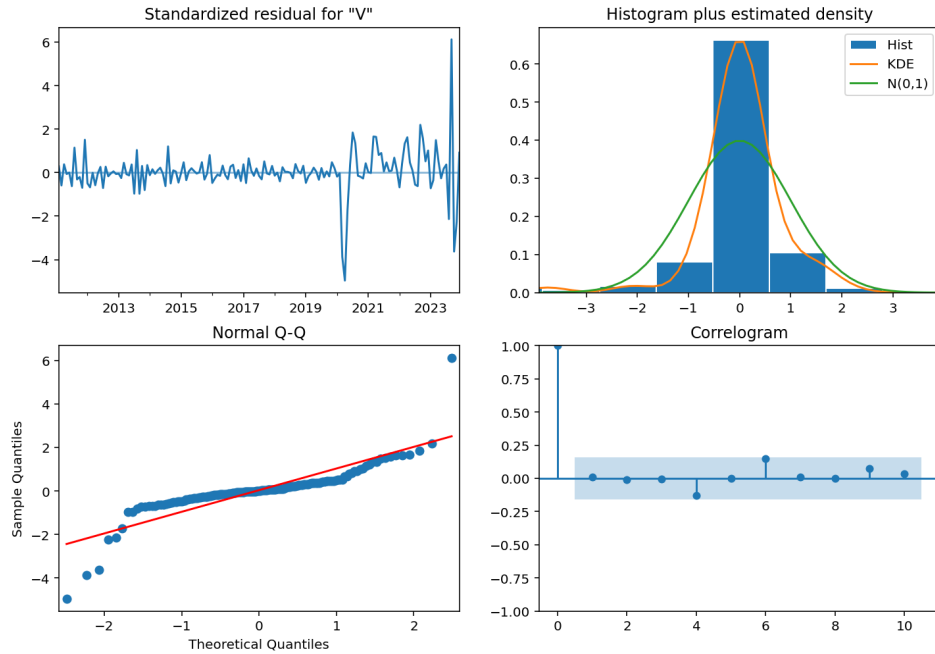 Standardized residual for "V"
6
4
2
0
−2
−4
2013 2015 2017 2019 2021 2023
Histogram plus estimated density
Hist
KDE
N(0,1)
0.6
0.5
0.4
0.3
0.2
0.1
0.0
−3 −2 −1 0 1 2 3
Normal Q-Q
Sample Quantiles
6
4
2
0
−2
−4
−2 −1 0 1 2
Theoretical Quantiles
Correlogram
1.00
0.75
0.50
0.25
0.00
−0.25
−0.50
−0.75
−1.00
0 2 4 6 8 10